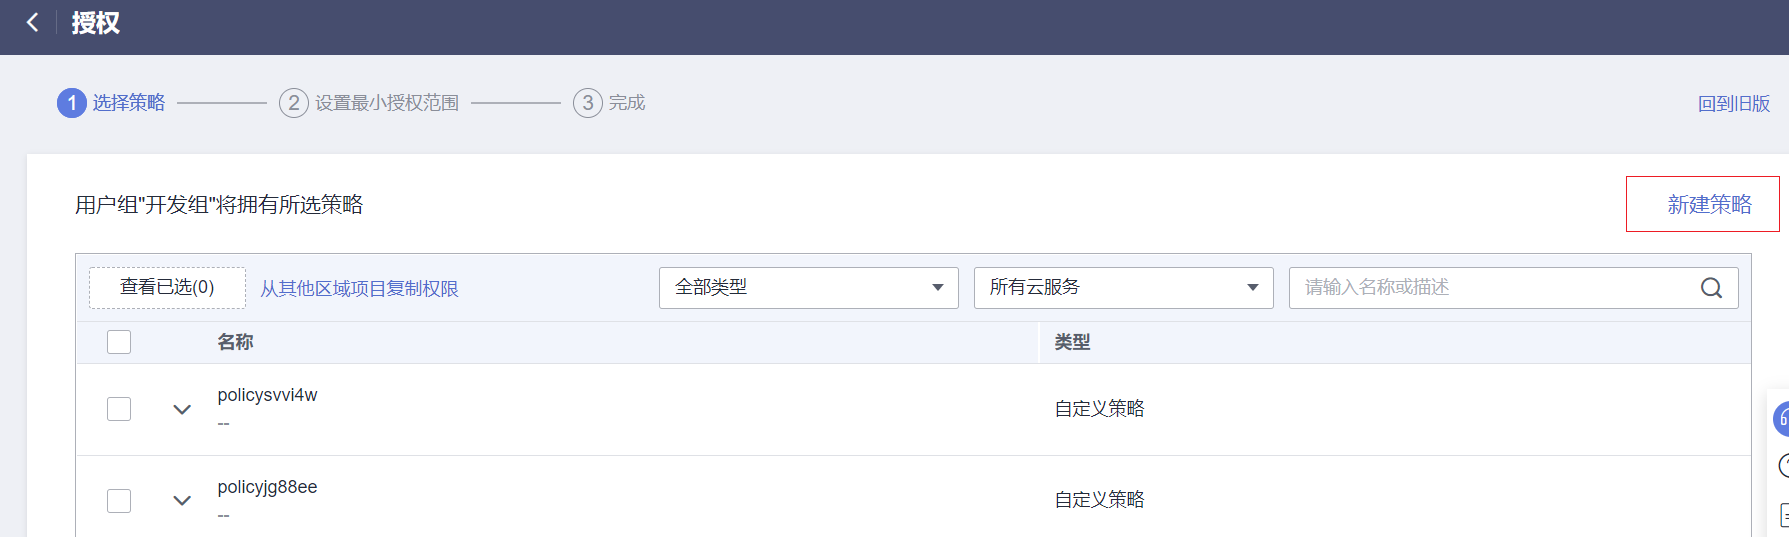 授权
1 选择策略 2 设置最小授权范围 3 完成 回到旧版
用户组"开发组"将拥有所选策略 新建策略
查看已选(0) 从其他区域项目复制权限 全部类型 所有云服务 请输入名称或描述
名称 类型
policysvvi4w
自定义策略
--
policyjg88ee
自定义策略
--